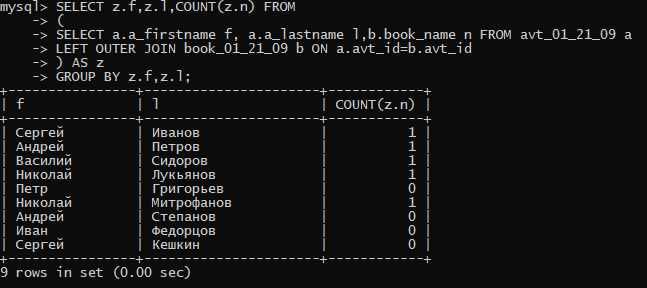 mysql> SELECT z.f,z.l,COUNT(z.n) FROM
    -> (
    -> SELECT a.a_firstname f, a.a_lastname l,b.book_name n FROM avt_01_21_09 a
    -> LEFT OUTER JOIN book_01_21_09 b ON a.avt_id=b.avt_id
    -> ) AS z
    -> GROUP BY z.f,z.l;
+----------------+----------------------+------------+
| f              | l                    | COUNT(z.n) |
+----------------+----------------------+------------+
| Сергей         | Иванов               |          1 |
| Андрей         | Петров               |          1 |
| Василий        | Сидоров              |          1 |
| Николай        | Лукьянов             |          1 |
| Петр           | Григорьев            |          0 |
| Николай        | Митрофанов           |          1 |
| Андрей         | Степанов             |          0 |
| Иван           | Федорцов             |          0 |
| Сергей         | Кешкин               |          0 |
+----------------+----------------------+------------+
9 rows in set (0.00 sec)